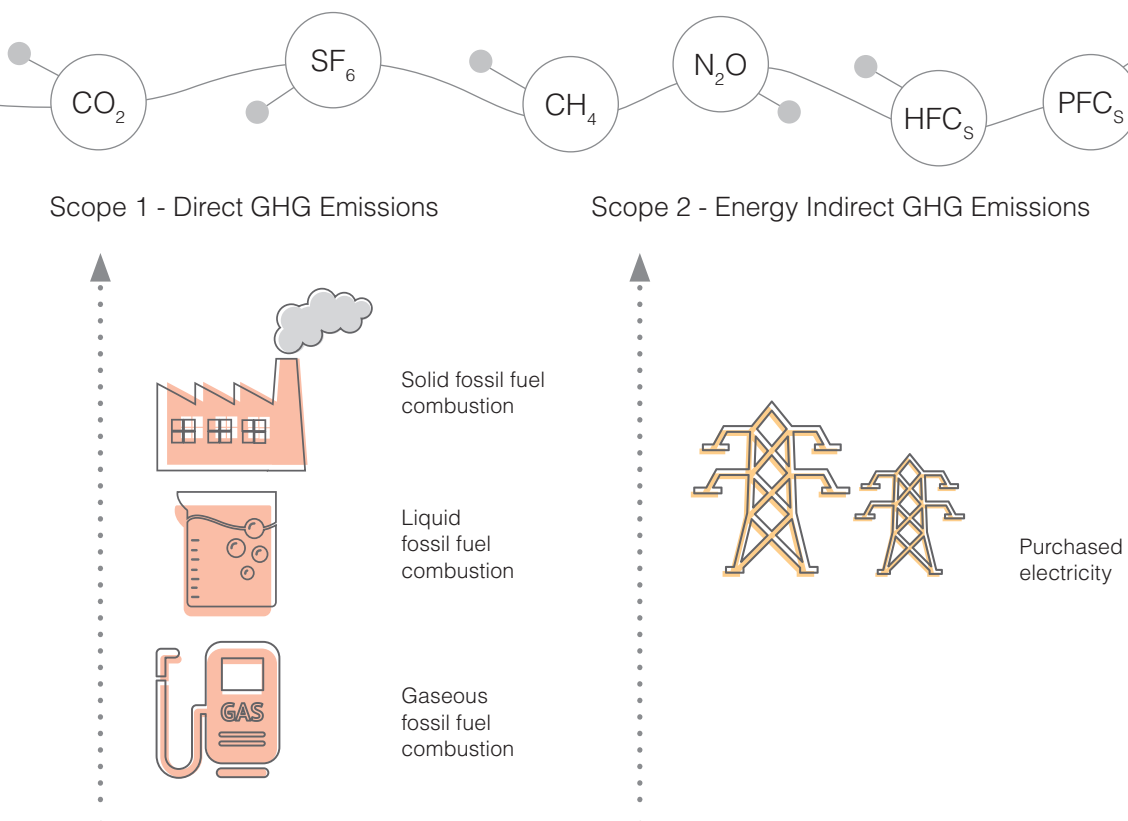 CO₂
SF₆
CH₄
N₂O
HFCₛ
PFCₛ
Scope 1 - Direct GHG Emissions
Scope 2 - Energy Indirect GHG Emissions
Solid fossil fuel
combustion
Liquid
fossil fuel
combustion
GAS
Gaseous
fossil fuel
combustion
Purchased
electricity